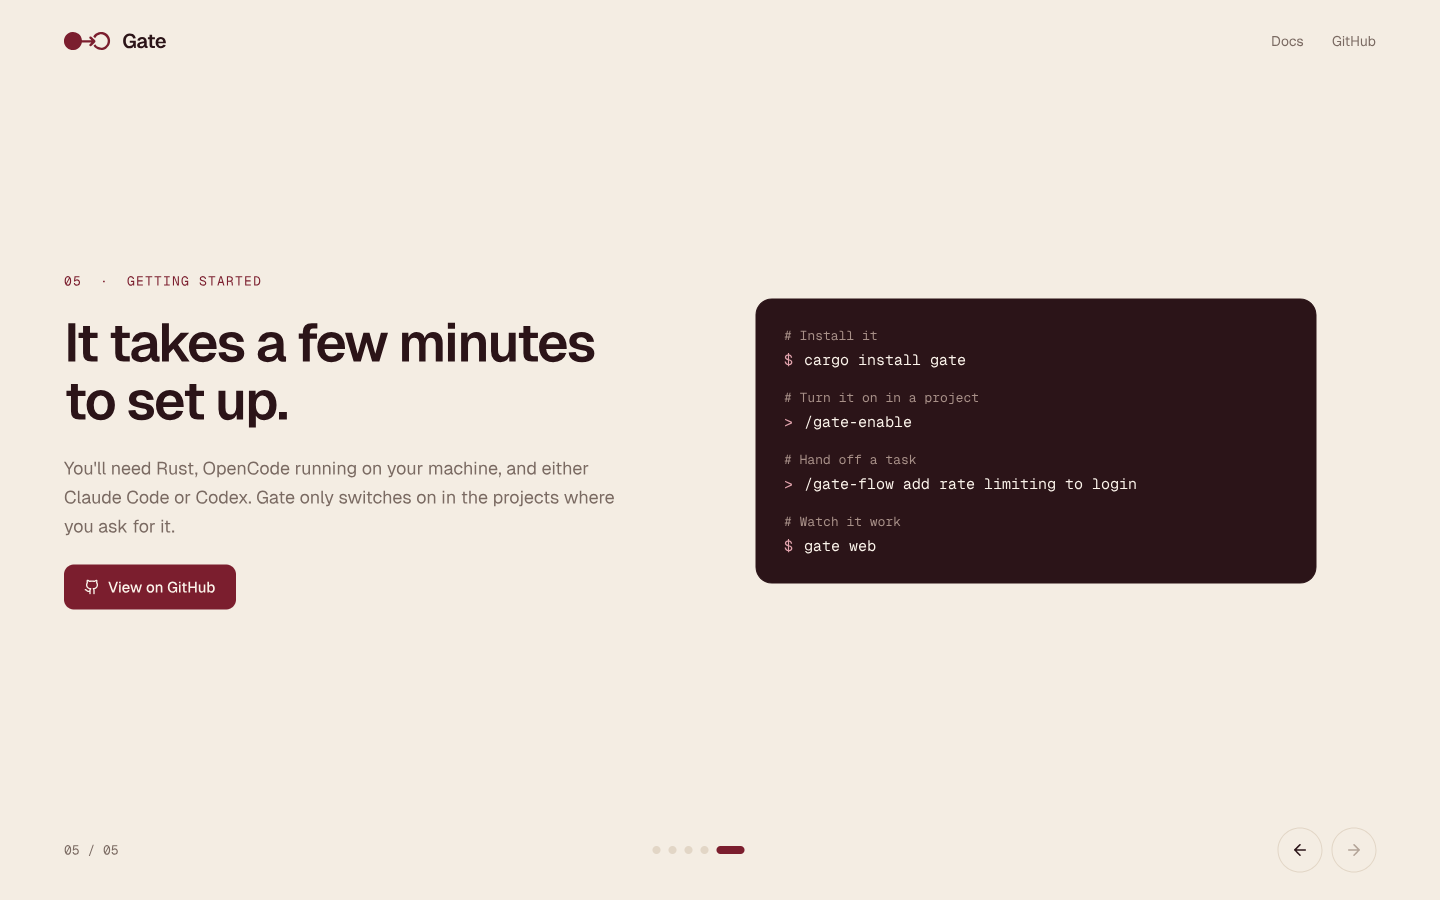 Gate
Docs
GitHub
05 · GETTING STARTED
It takes a few minutes
to set up.
You'll need Rust, OpenCode running on your machine, and either
Claude Code or Codex. Gate only switches on in the projects where
you ask for it.
View on GitHub
# Install it
$ cargo install gate
# Turn it on in a project
> /gate-enable
# Hand off a task
> /gate-flow add rate limiting to login
# Watch it work
$ gate web
05 / 05